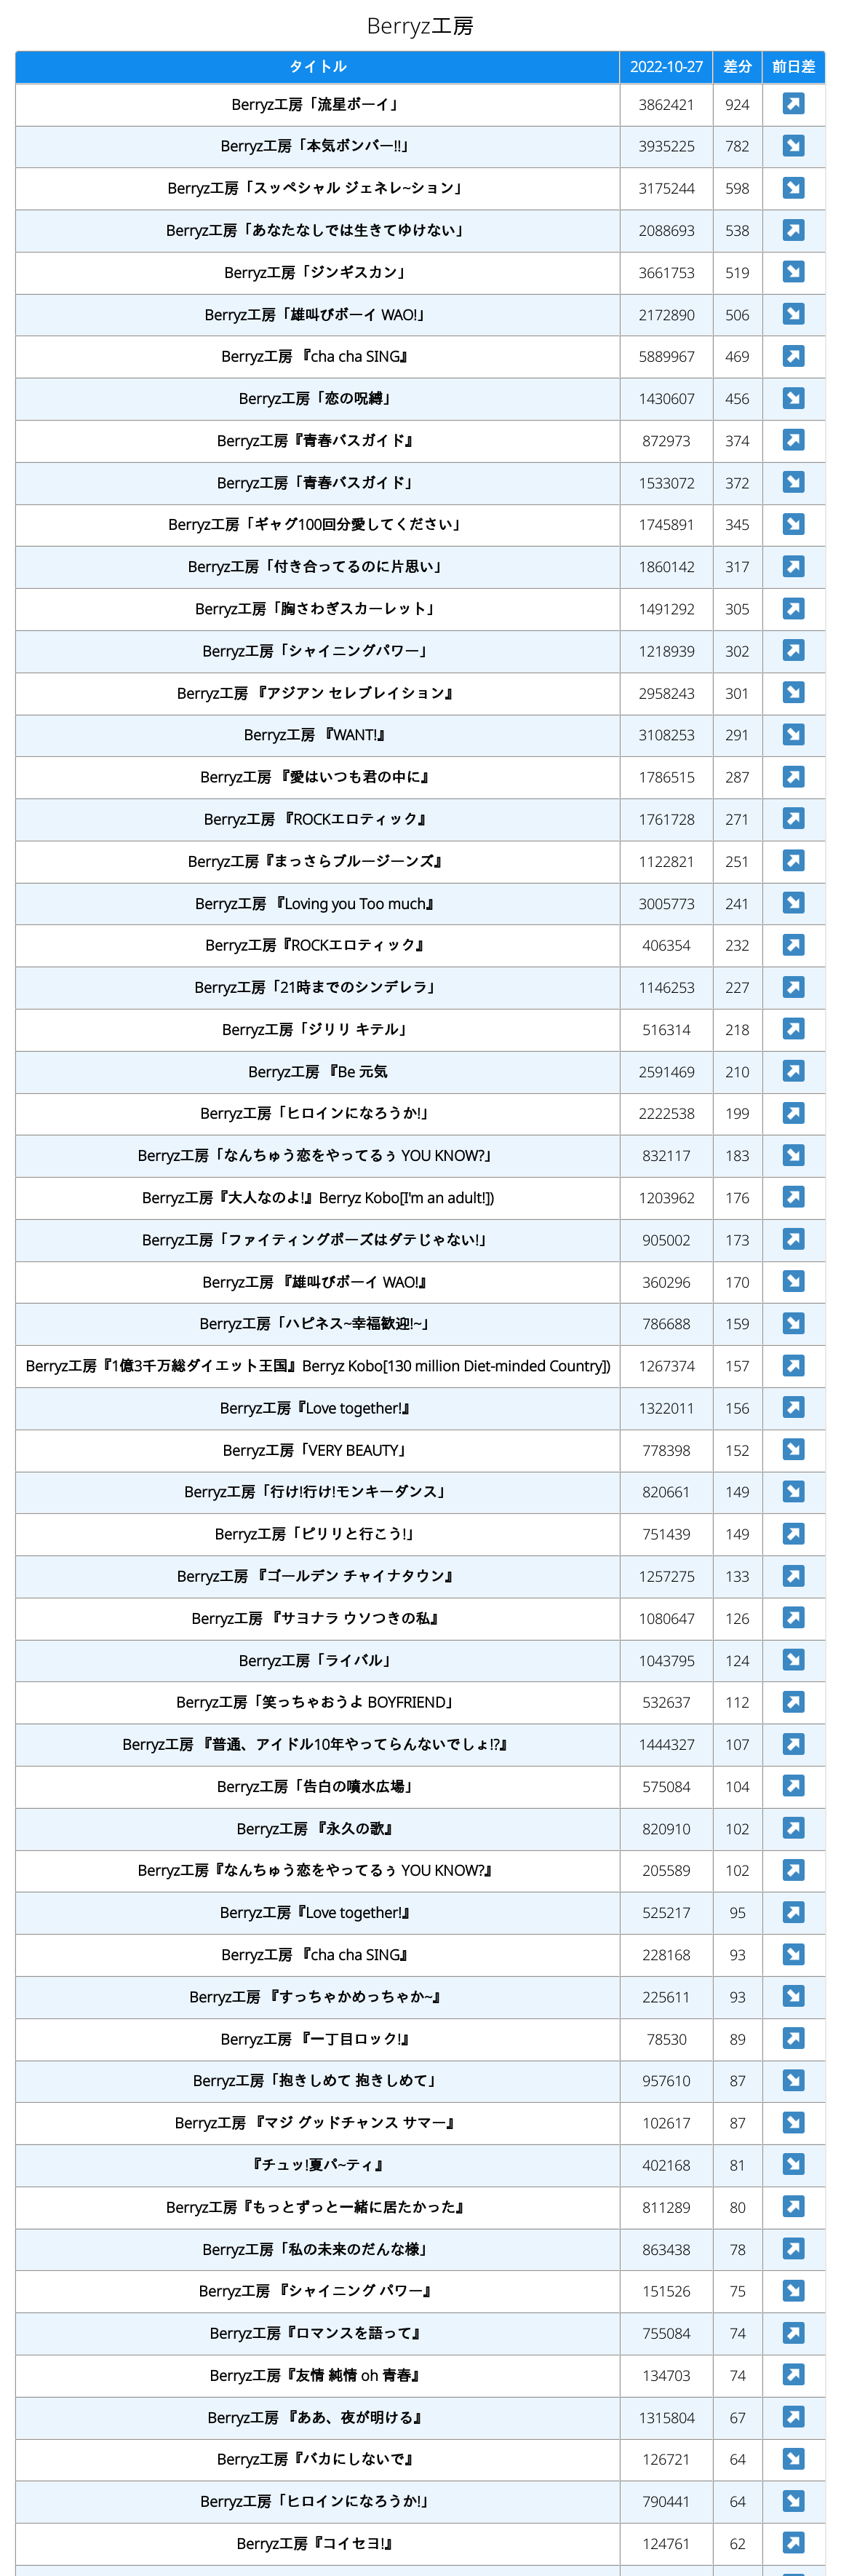 Berryz工房
タイトル 2022-10-27 差分 前日差
Berryz工房「流星ボーイ」 3862421 924 ↗
Berryz工房「本気ボンバー!!」 3935225 782 ↘
Berryz工房「スッペシャル ジェネレ~ション」 3175244 598 ↘
Berryz工房「あなたなしでは生きてゆけない」 2088693 538 ↗
Berryz工房「ジンギスカン」 3661753 519 ↘
Berryz工房「雄叫びボーイ WAO!」 2172890 506 ↘
Berryz工房 『cha cha SING』 5889967 469 ↗
Berryz工房「恋の呪縛」 1430607 456 ↘
Berryz工房『青春バスガイド』 872973 374 ↗
Berryz工房「青春バスガイド」 1533072 372 ↘
Berryz工房「ギャグ100回分愛してください」 1745891 345 ↘
Berryz工房「付き合ってるのに片思い」 1860142 317 ↗
Berryz工房「胸さわぎスカーレット」 1491292 305 ↗
Berryz工房「シャイニングパワー」 1218939 302 ↗
Berryz工房 『アジアン セレブレイション』 2958243 301 ↘
Berryz工房 『WANT!』 3108253 291 ↘
Berryz工房 『愛はいつも君の中に』 1786515 287 ↗
Berryz工房 『ROCKエロティック』 1761728 271 ↗
Berryz工房『まっさらブルージーンズ』 1122821 251 ↗
Berryz工房 『Loving you Too much』 3005773 241 ↘
Berryz工房『ROCKエロティック』 406354 232 ↗
Berryz工房「21時までのシンデレラ」 1146253 227 ↗
Berryz工房「ジリリ キテル」 516314 218 ↗
Berryz工房 『Be 元気 2591469 210 ↗
Berryz工房「ヒロインになろうか!」 2222538 199 ↗
Berryz工房「なんちゅう恋をやってるぅ YOU KNOW?」 832117 183 ↘
Berryz工房『大人なのよ!』Berryz Kobo[I'm an adult!]) 1203962 176 ↗
Berryz工房「ファイティングポーズはダテじゃない!」 905002 173 ↗
Berryz工房 『雄叫びボーイ WAO!』 360296 170 ↘
Berryz工房「ハピネス~幸福歓迎!~」 786688 159 ↘
Berryz工房『1億3千万総ダイエット王国』Berryz Kobo[130 million Diet-minded Country]) 1267374 157 ↗
Berryz工房『Love together!』 1322011 156 ↗
Berryz工房「VERY BEAUTY」 778398 152 ↘
Berryz工房「行け!行け!モンキーダンス」 820661 149 ↘
Berryz工房「ピリリと行こう!」 751439 149 ↗
Berryz工房 『ゴールデン チャイナタウン』 1257275 133 ↗
Berryz工房 『サヨナラ ウソつきの私』 1080647 126 ↗
Berryz工房「ライバル」 1043795 124 ↘
Berryz工房「笑っちゃおうよ BOYFRIEND」 532637 112 ↗
Berryz工房 『普通、アイドル10年やってらんないでしょ!?』 1444327 107 ↗
Berryz工房「告白の噴水広場」 575084 104 ↗
Berryz工房 『永久の歌』 820910 102 ↗
Berryz工房『なんちゅう恋をやってるぅ YOU KNOW?』 205589 102 ↗
Berryz工房『Love together!』 525217 95 ↗
Berryz工房 『cha cha SING』 228168 93 ↘
Berryz工房 『すっちゃかめっちゃか~』 225611 93 ↘
Berryz工房 『一丁目ロック!』 78530 89 ↗
Berryz工房「抱きしめて 抱きしめて」 957610 87 ↘
Berryz工房 『マジ グッドチャンス サマー』 102617 87 ↘
『チュッ!夏パ~ティ』 402168 81 ↘
Berryz工房『もっとずっと一緒に居たかった』 811289 80 ↗
Berryz工房「私の未来のだんな様」 863438 78 ↗
Berryz工房 『シャイニング パワー』 151526 75 ↘
Berryz工房『ロマンスを語って』 755084 74 ↗
Berryz工房『友情 純情 oh 青春』 134703 74 ↗
Berryz工房 『ああ、夜が明ける』 1315804 67 ↗
Berryz工房『バカにしないで』 126721 64 ↘
Berryz工房「ヒロインになろうか!」 790441 64 ↘
Berryz工房『コイセヨ!』 124761 62 ↗